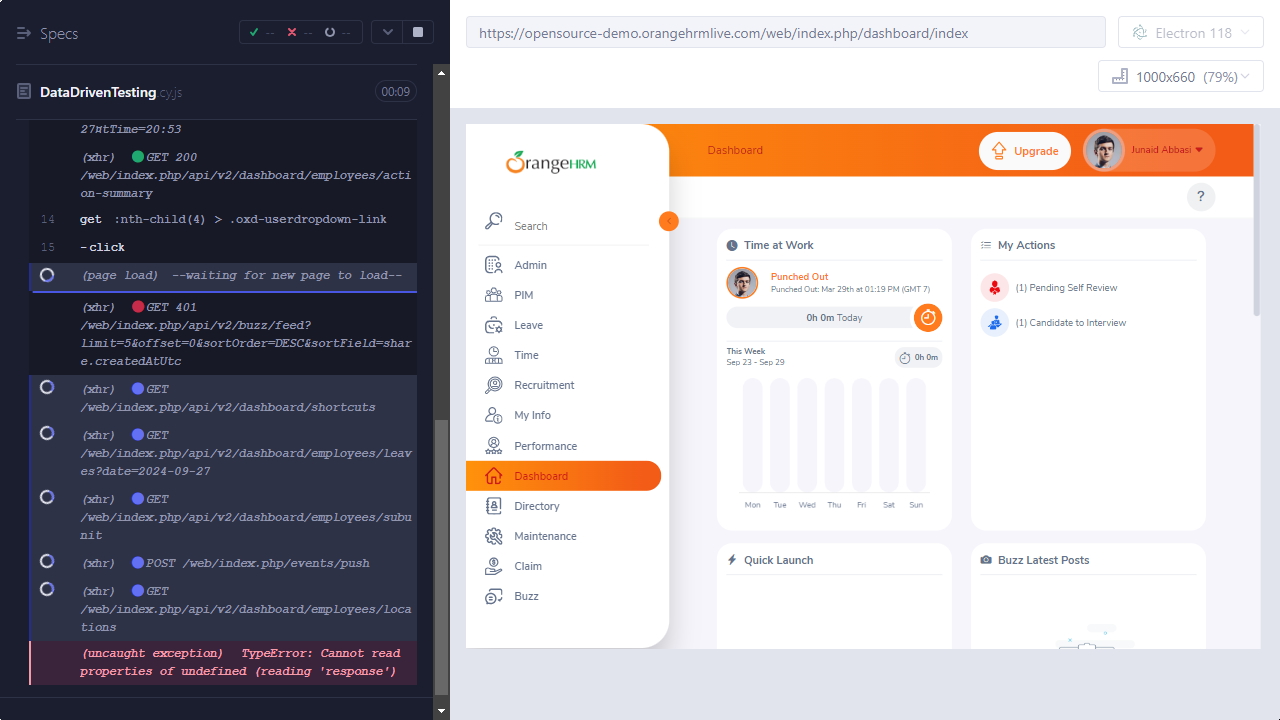 Specs
-- -- --
DataDrivenTesting.cy.js
00:09
27&tTime=20:53
(xhr) GET 200
/web/index.php/api/v2/dashboard/employees/acti
on-summary
14 get :nth-child(4) > .oxd-userdropdown-link
15 -click
(page load) --waiting for new page to load--
(xhr) GET 401
/web/index.php/api/v2/buzz/feed?
limit=5&offset=0&sortOrder=DESC&sortField=shar
e.createdAtUtc
(xhr) GET
/web/index.php/api/v2/dashboard/shortcuts
(xhr) GET
/web/index.php/api/v2/dashboard/employees/leav
es?date=2024-09-27
(xhr) GET
/web/index.php/api/v2/dashboard/employees/subu
nit
(xhr) POST /web/index.php/events/push
(xhr) GET
/web/index.php/api/v2/dashboard/employees/loca
tions
(uncaught exception) TypeError: Cannot read
properties of undefined (reading 'response')
https://opensource-demo.orangehrmlive.com/web/index.php/dashboard/index
Electron 118
1000x660 (79%)
OrangeHRM
Dashboard
Upgrade
Junaid Abbasi
?
Search
Admin
PIM
Leave
Time
Recruitment
My Info
Performance
Dashboard
Directory
Maintenance
Claim
Buzz
Time at Work
Punched Out
Punched Out: Mar 29th at 01:19 PM (GMT 7)
0h 0m Today
This Week
Sep 23 - Sep 29
0h 0m
Mon Tue Wed Thu Fri Sat Sun
My Actions
(1) Pending Self Review
(1) Candidate to Interview
Quick Launch
Buzz Latest Posts